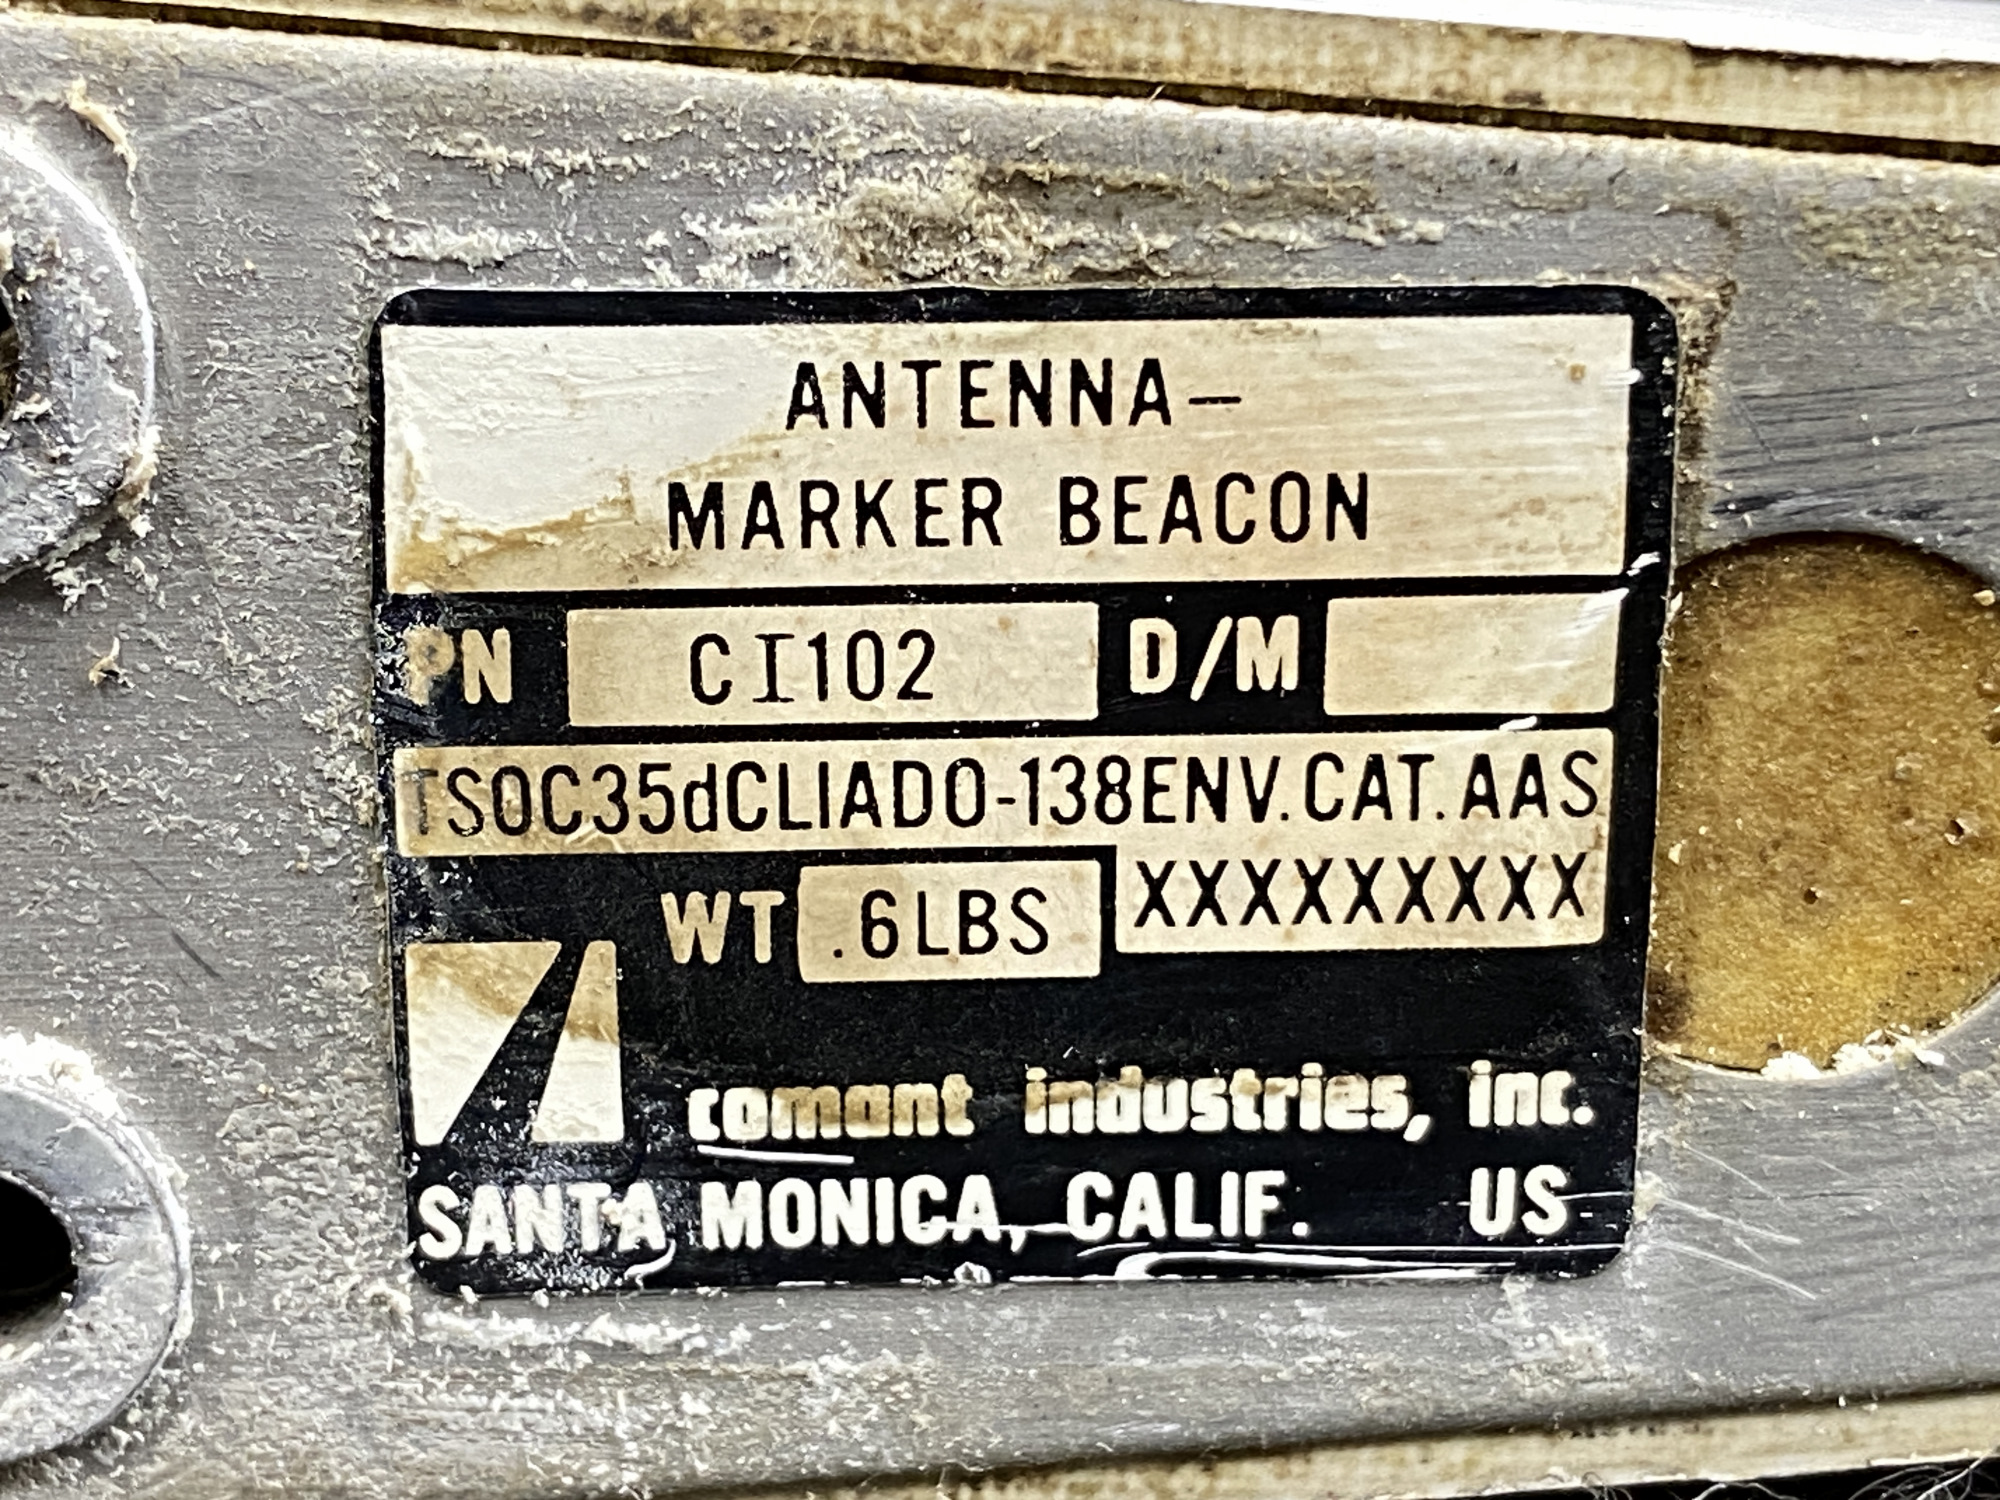 ANTENNA—
MARKER BEACON
PN CI102 D/M
TSOC35dCLIADO-138ENV.CAT.AAS
XXXXXXXXX
WT .6LBS
comant industries, inc.
SANTA MONICA, CALIF. US